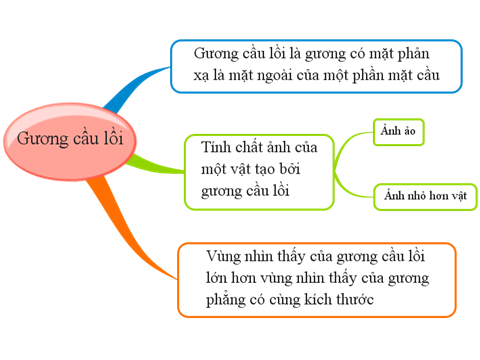 Gương cầu lồi
Gương cầu lồi là gương có mặt phản
xạ là mặt ngoài của một phần mặt cầu
Tính chất ảnh của
một vật tạo bởi
gương cầu lồi
Ảnh ảo
Ảnh nhỏ hơn vật
Vùng nhìn thấy của gương cầu lồi
lớn hơn vùng nhìn thấy của gương
phẳng có cùng kích thước